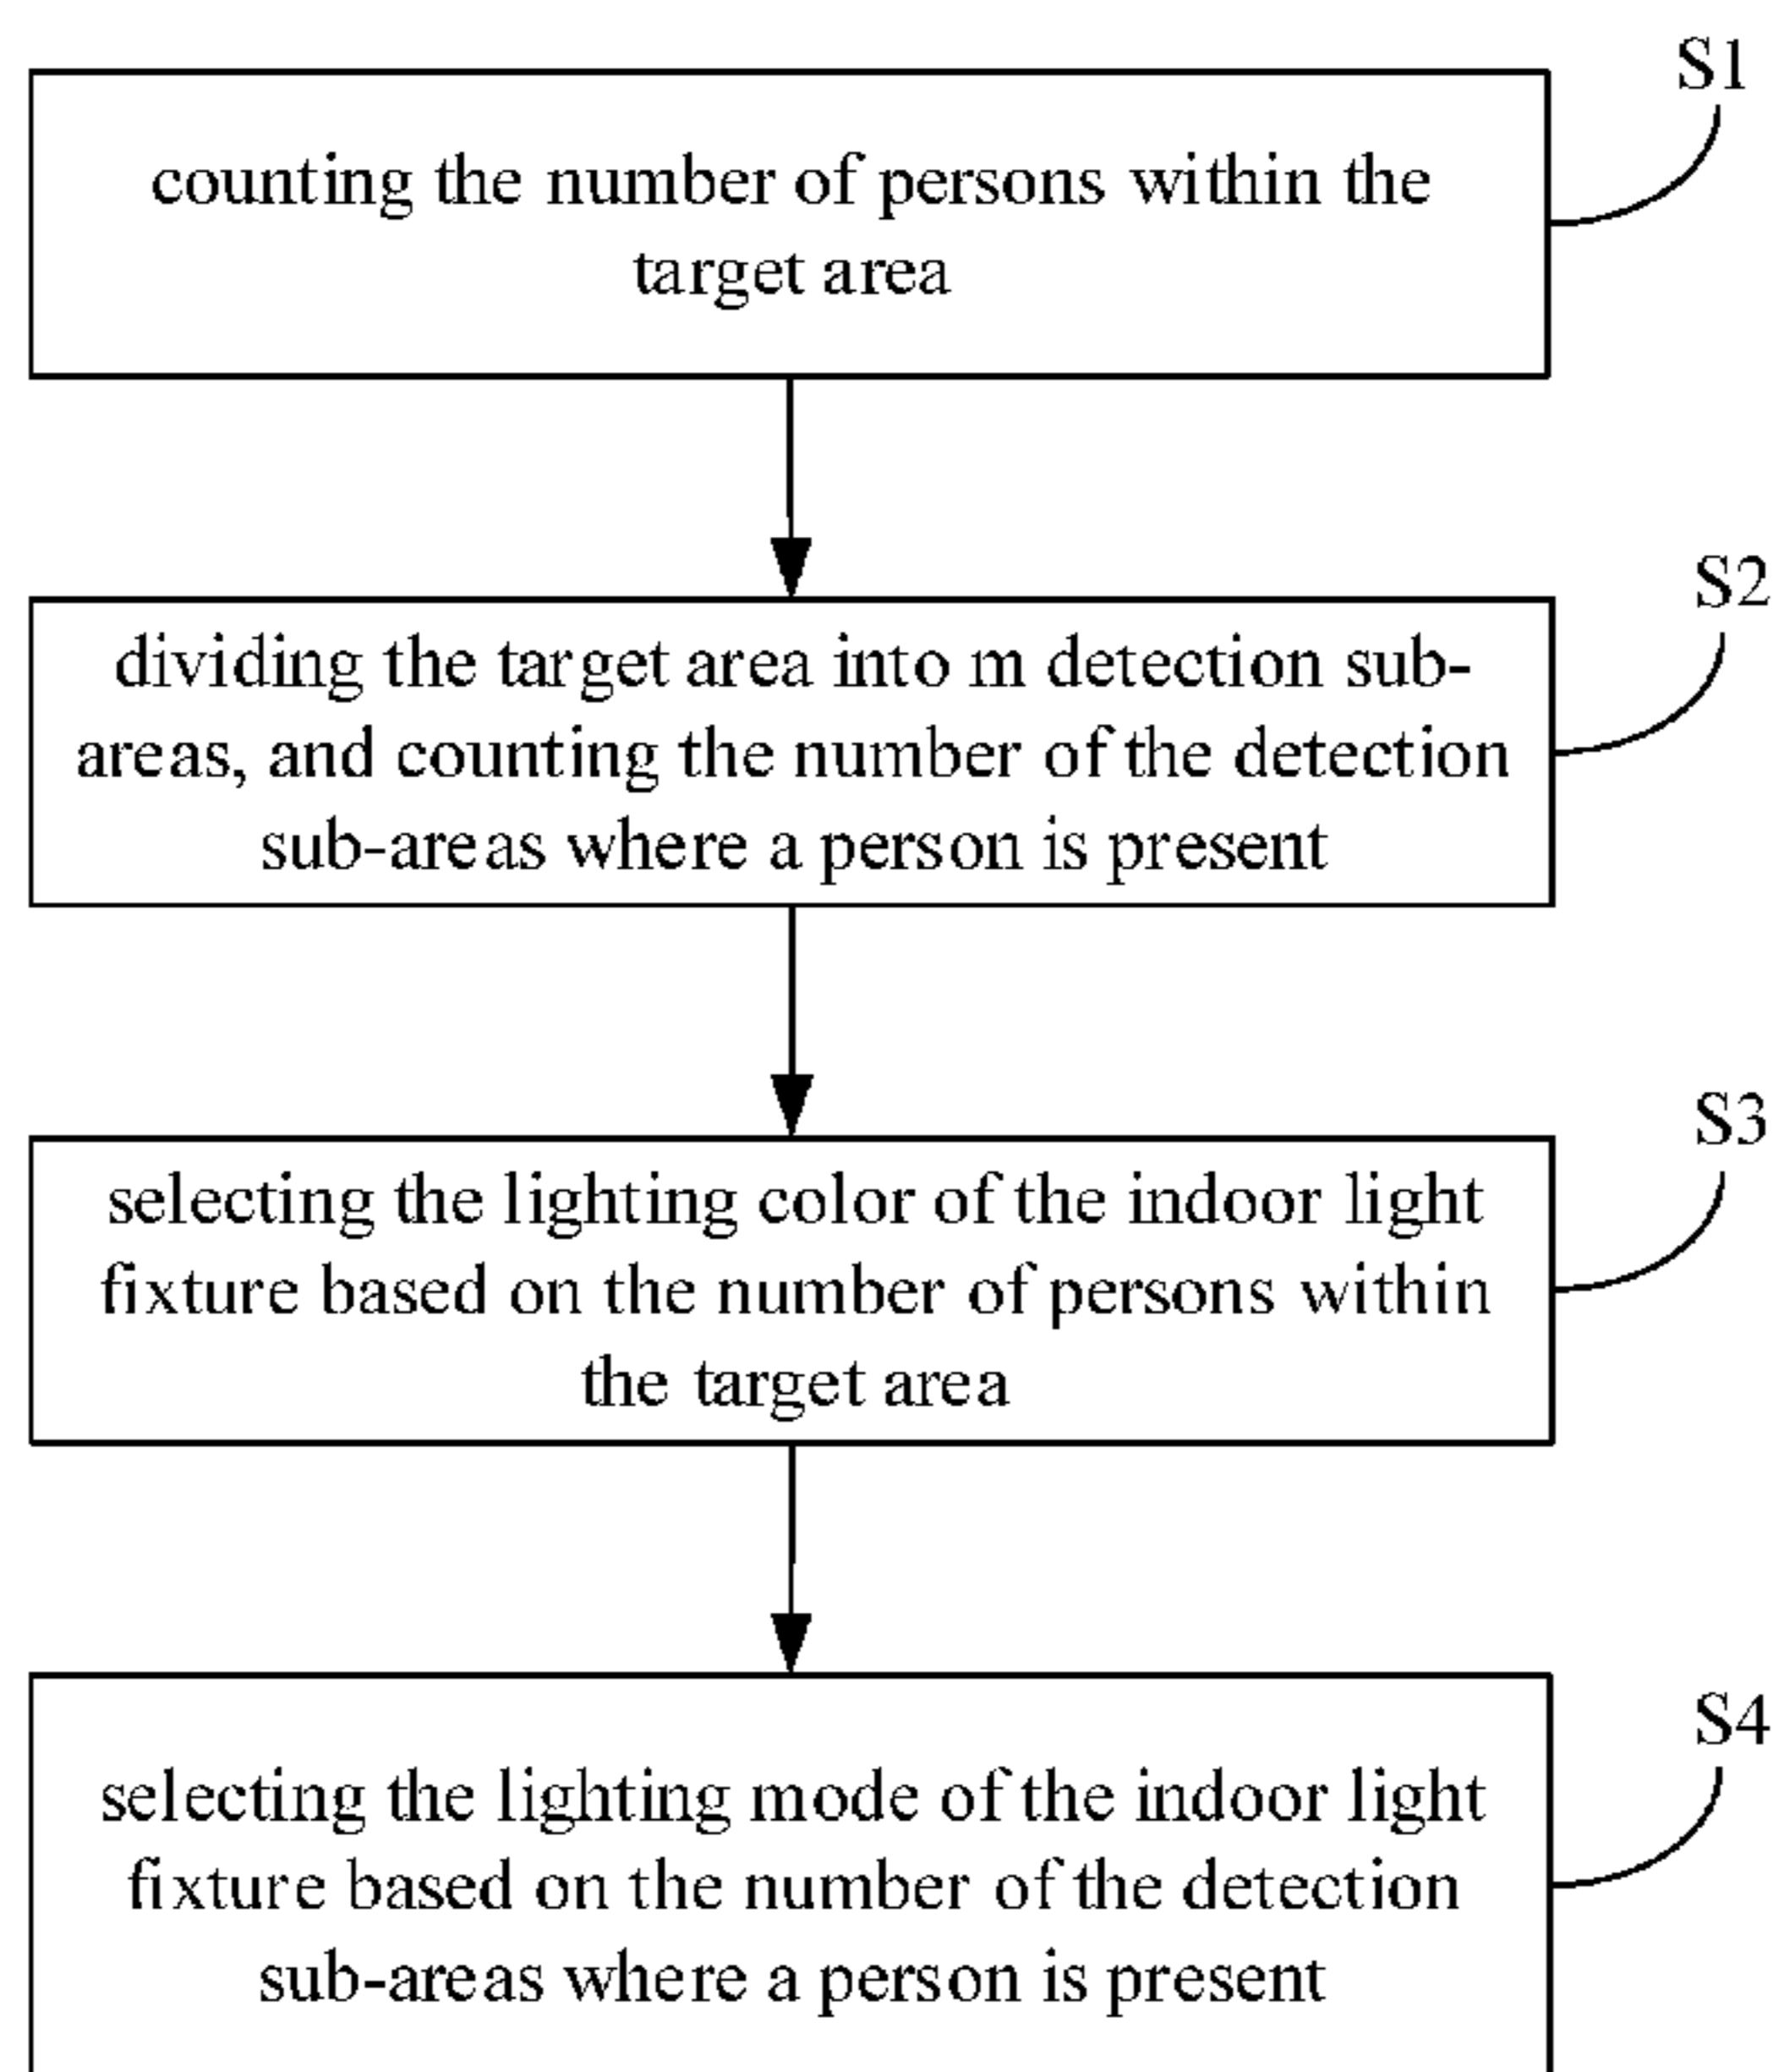 S1
counting the number of persons within the
target area
S2
dividing the target area into m detection sub-
areas, and counting the number of the detection
sub-areas where a person is present
S3
selecting the lighting color of the indoor light
fixture based on the number of persons within
the target area
S4
selecting the lighting mode of the indoor light
fixture based on the number of the detection
sub-areas where a person is present